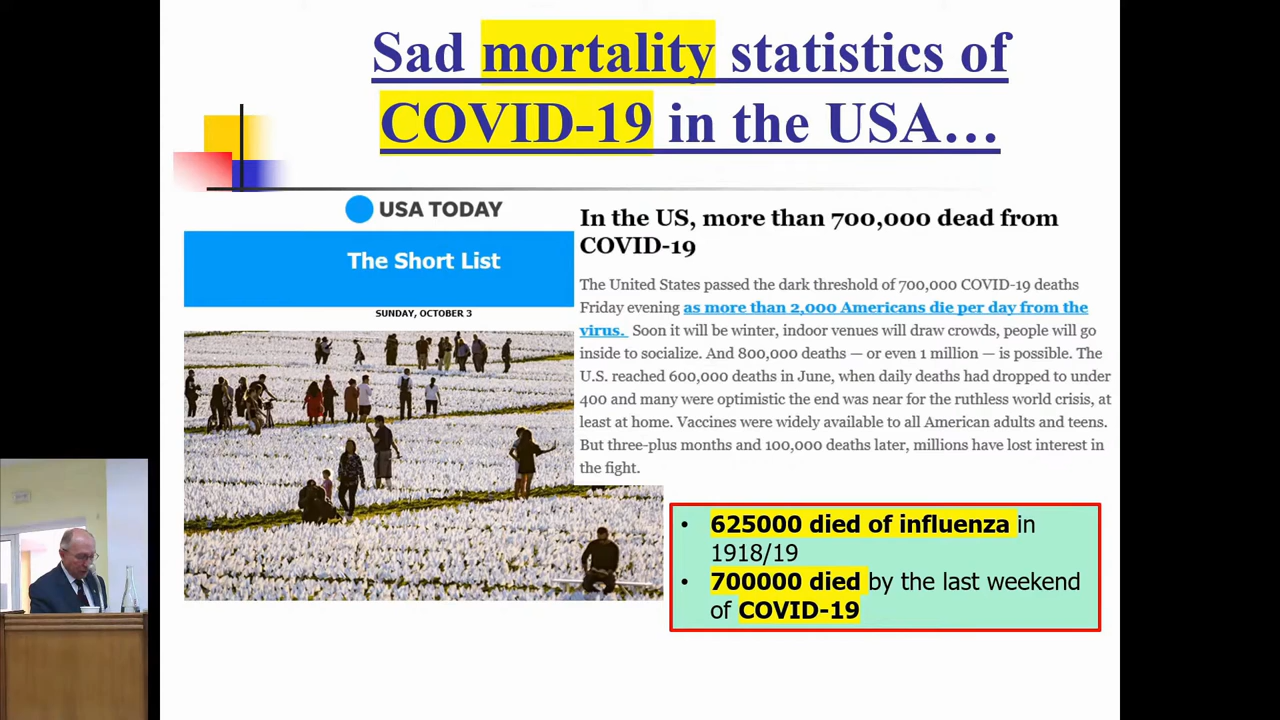 Sad mortality statistics of
COVID-19 in the USA…
USA TODAY
The Short List
SUNDAY, OCTOBER 3
In the US, more than 700,000 dead from
COVID-19
The United States passed the dark threshold of 700,000 COVID-19 deaths
Friday evening as more than 2,000 Americans die per day from the
virus. Soon it will be winter, indoor venues will draw crowds, people will go
inside to socialize. And 800,000 deaths — or even 1 million — is possible. The
U.S. reached 600,000 deaths in June, when daily deaths had dropped to under
400 and many were optimistic the end was near for the ruthless world crisis, at
least at home. Vaccines were widely available to all American adults and teens.
But three-plus months and 100,000 deaths later, millions have lost interest in
the fight.
• 625000 died of influenza in
1918/19
• 700000 died by the last weekend
of COVID-19